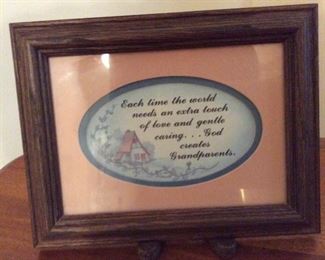 Each time the world
needs an extra touch
of love and gentle
caring. . . God
creates
Grandparents.